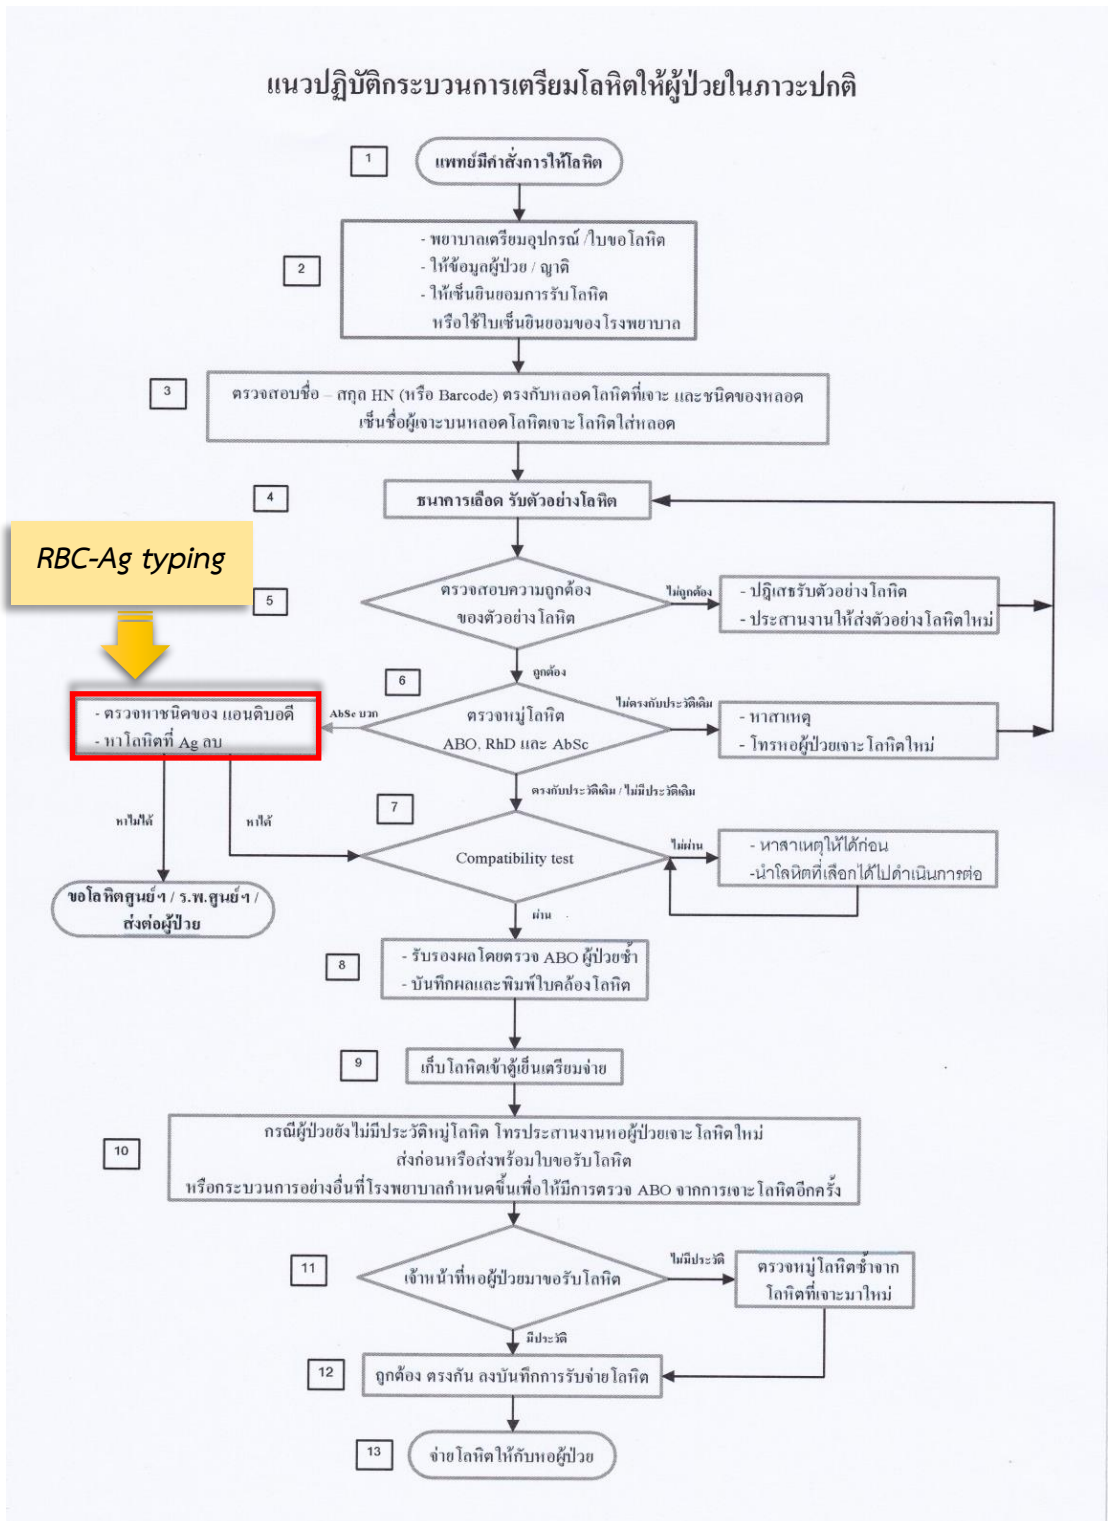 แนวปฏิบัติกระบวนการเตรียมโลหิตให้ผู้ป่วยในภาวะปกติ
1
แพทย์มีคำสั่งการให้โลหิต
2
- พยาบาลเตรียมอุปกรณ์ /ใบขอโลหิต
- ให้ข้อมูลผู้ป่วย / ญาติ
- ให้เซ็นยินยอมการรับโลหิต
หรือใช้ใบเซ็นยินยอมของโรงพยาบาล
3
ตรวจสอบชื่อ – สกุล HN (หรือ Barcode) ตรงกับหลอดโลหิตที่เจาะ และชนิดของหลอด
เซ็นชื่อผู้เจาะบนหลอดโลหิตเจาะโลหิตใส่หลอด
4
ธนาคารเลือด รับตัวอย่างโลหิต
RBC-Ag typing
5
ตรวจสอบความถูกต้อง
ของตัวอย่างโลหิต
ไม่ถูกต้อง
- ปฏิเสธรับตัวอย่างโลหิต
- ประสานงานให้ส่งตัวอย่างโลหิตใหม่
ถูกต้อง
6
ตรวจหมู่โลหิต
ABO, RhD และ AbSc
AbSc บวก
- ตรวจหาชนิดของ แอนติบอดี
- หาโลหิตที่ Ag ลบ
ไม่ตรงกับประวัติเดิม
- หาสาเหตุ
- โทรหอผู้ป่วยเจาะโลหิตใหม่
ตรงกับประวัติเดิม / ไม่มีประวัติเดิม
หาไม่ได้
หาได้
7
Compatibility test
ไม่ผ่าน
- หาสาเหตุให้ได้ก่อน
-นำโลหิตที่เลือกได้ไปดำเนินการต่อ
ขอโลหิตศูนย์ฯ / ร.พ.ศูนย์ฯ /
ส่งต่อผู้ป่วย
ผ่าน
8
- รับรองผลโดยตรวจ ABO ผู้ป่วยซ้ำ
- บันทึกผลและพิมพ์ใบคล้องโลหิต
9
เก็บโลหิตเข้าตู้เย็นเตรียมจ่าย
10
กรณีผู้ป่วยยังไม่มีประวัติหมู่โลหิต โทรประสานงานหอผู้ป่วยเจาะโลหิตใหม่
ส่งก่อนหรือส่งพร้อมใบขอรับโลหิต
หรือกระบวนการอย่างอื่นที่โรงพยาบาลกำหนดขึ้นเพื่อให้มีการตรวจ ABO จากการเจาะโลหิตอีกครั้ง
11
เจ้าหน้าที่หอผู้ป่วยมาขอรับโลหิต
ไม่มีประวัติ
ตรวจหมู่โลหิตซ้ำจาก
โลหิตที่เจาะมาใหม่
มีประวัติ
12
ถูกต้อง ตรงกัน ลงบันทึกการรับจ่ายโลหิต
13
จ่ายโลหิตให้กับหอผู้ป่วย